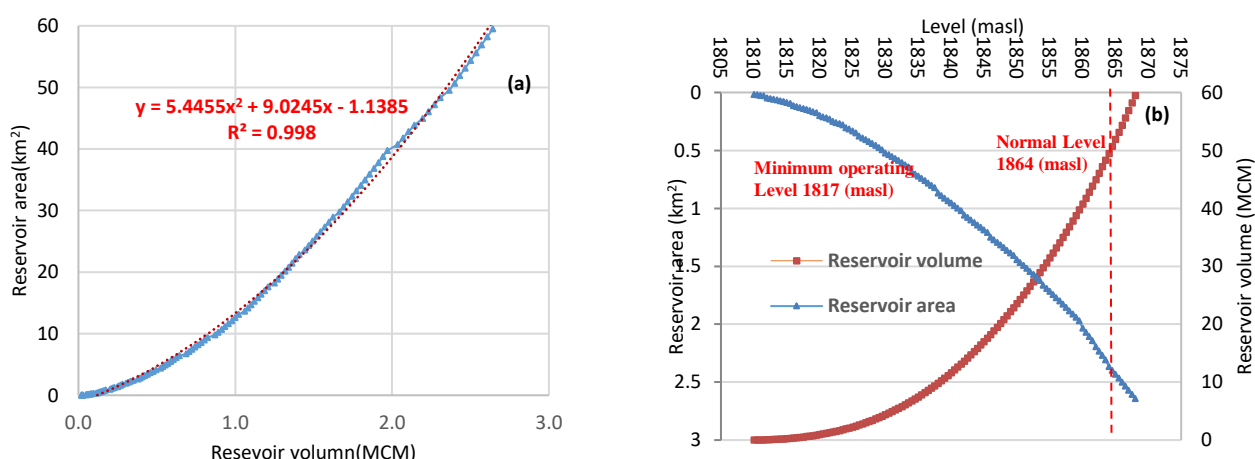 60
50
40
30
20
10
0
Reservoir area(km²)
(a)
y = 5.4455x² + 9.0245x - 1.1385
R² = 0.998
0.0
1.0
2.0
3.0
Resevoir volumn(MCM)
Level (masl)
1805
1810
1815
1820
1825
1830
1835
1840
1845
1850
1855
1860
1865
1870
1875
0
0.5
1
1.5
2
2.5
3
Reservoir area (km²)
(b)
Normal Level
1864 (masl)
Minimum operating
Level 1817 (masl)
Reservoir volume
Reservoir area
60
50
40
30
20
10
0
Reservoir volume (MCM)